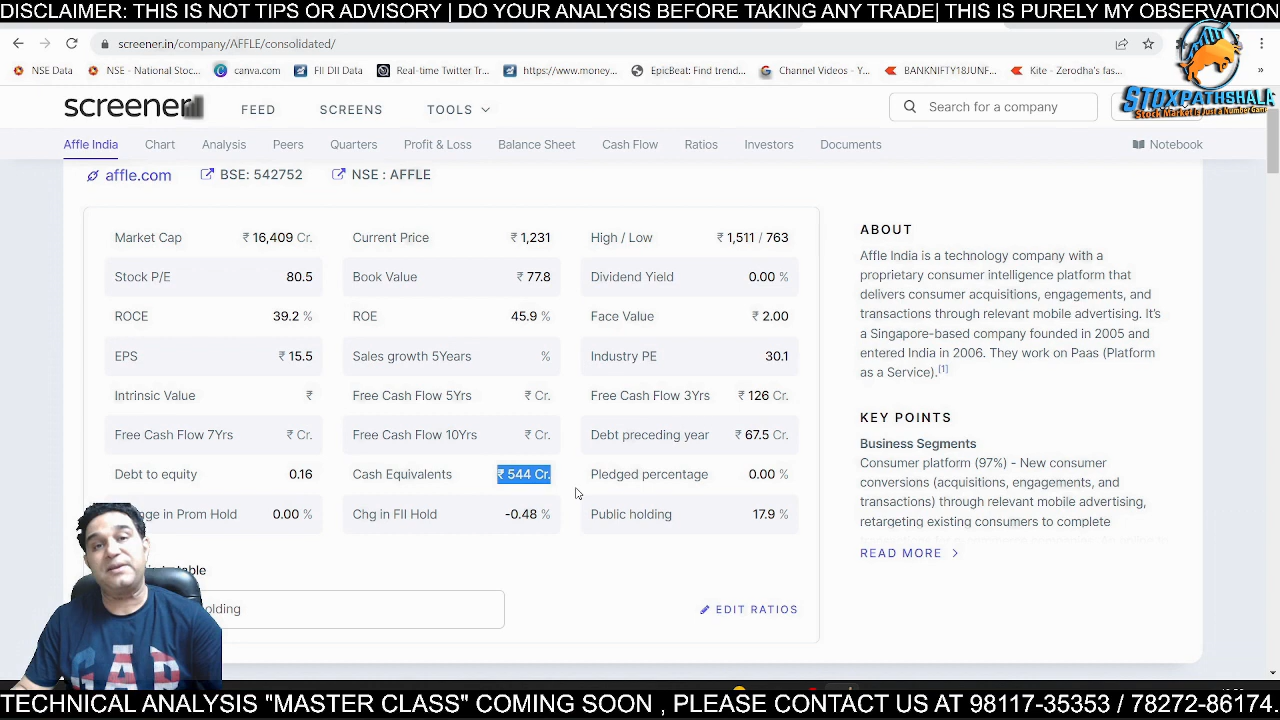 DISCLAIMER: THIS IS NOT TIPS OR ADVISORY | DO YOUR ANALYSIS BEFORE TAKING ANY TRADE| THIS IS PURELY MY OBSERVATION
screener.in/company/AFFLE/consolidated/
NSE Data NSE - National Stoc... canva.com FII DII Data Real-time Twitter Tr https://www.money... EpicBeat: Find trend... Channel Videos - Y... BANKNIFTY18JUNF... Kite - Zerodha's fas... »
STOXPATHSHALA
Stock Market is Just a Number Game
screener FEED SCREENS TOOLS Search for a company
Affle India Chart Analysis Peers Quarters Profit & Loss Balance Sheet Cash Flow Ratios Investors Documents Notebook
affle.com BSE: 542752 NSE : AFFLE
Market Cap ₹ 16,409 Cr. Current Price ₹ 1,231 High / Low ₹ 1,511 / 763
Stock P/E 80.5 Book Value ₹ 77.8 Dividend Yield 0.00 %
ROCE 39.2 % ROE 45.9 % Face Value ₹ 2.00
EPS ₹ 15.5 Sales growth 5Years % Industry PE 30.1
Intrinsic Value ₹ Free Cash Flow 5Yrs ₹ Cr. Free Cash Flow 3Yrs ₹ 126 Cr.
Free Cash Flow 7Yrs ₹ Cr. Free Cash Flow 10Yrs ₹ Cr. Debt preceding year ₹ 67.5 Cr.
Debt to equity 0.16 Cash Equivalents ₹ 544 Cr. Pledged percentage 0.00 %
nge in Prom Hold 0.00 % Chg in FII Hold -0.48 % Public holding 17.9 %
table
olding
EDIT RATIOS
ABOUT
Affle India is a technology company with a
proprietary consumer intelligence platform that
delivers consumer acquisitions, engagements, and
transactions through relevant mobile advertising. It's
a Singapore-based company founded in 2005 and
entered India in 2006. They work on Paas (Platform
as a Service).[1]
KEY POINTS
Business Segments
Consumer platform (97%) - New consumer
conversions (acquisitions, engagements, and
transactions) through relevant mobile advertising,
retargeting existing consumers to complete
READ MORE >
TECHNICAL ANALYSIS "MASTER CLASS" COMING SOON , PLEASE CONTACT US AT 98117-35353 / 78272-86174.